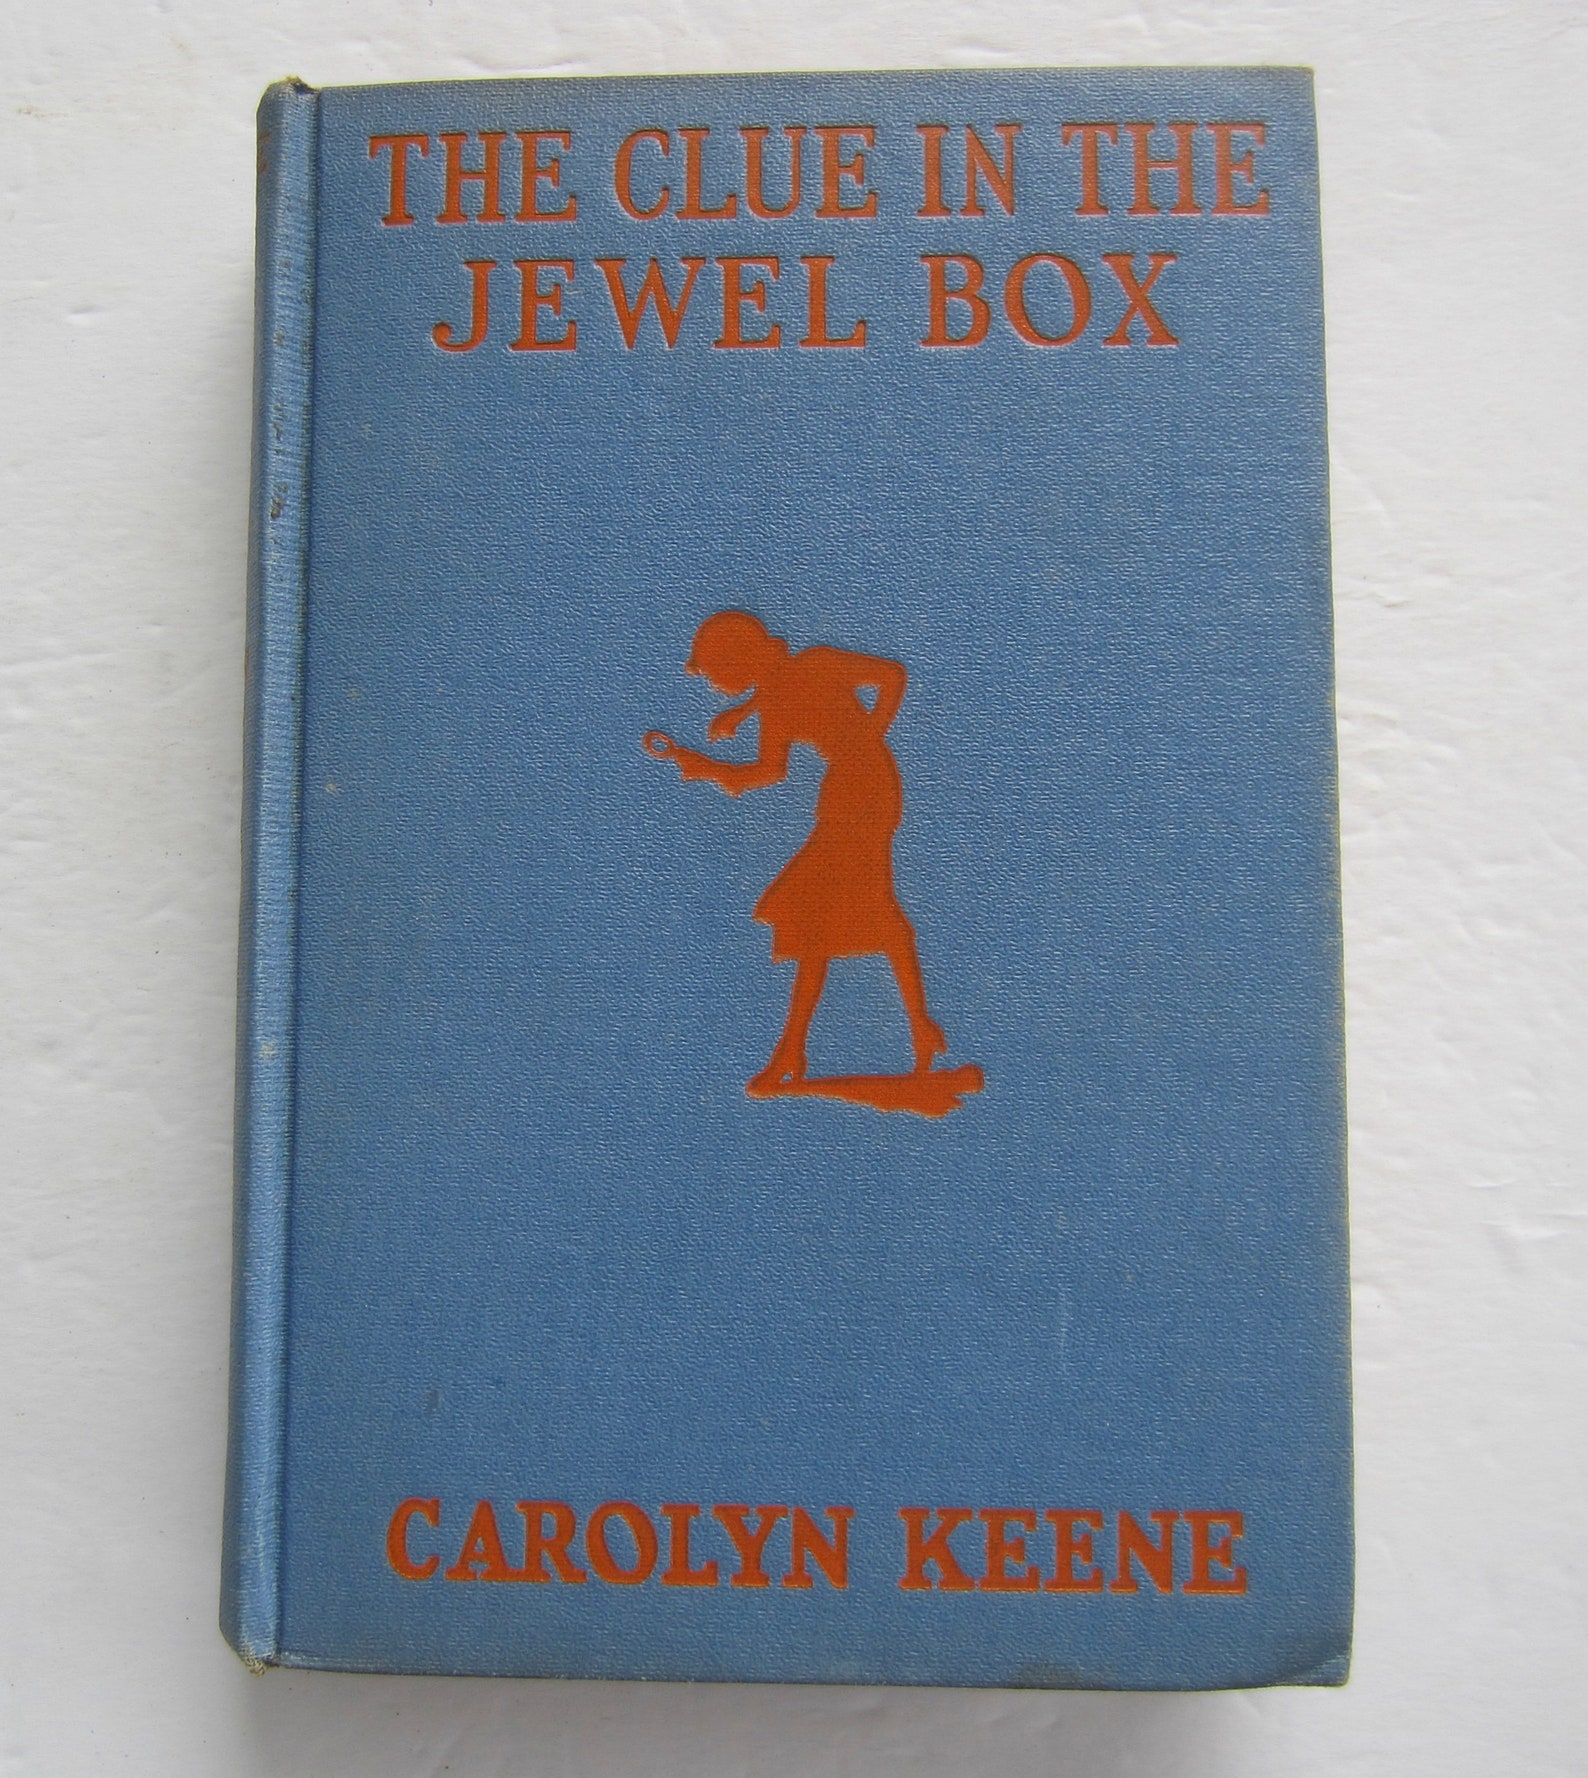 THE CLUE IN THE
JEWEL BOX
CAROLYN KEENE